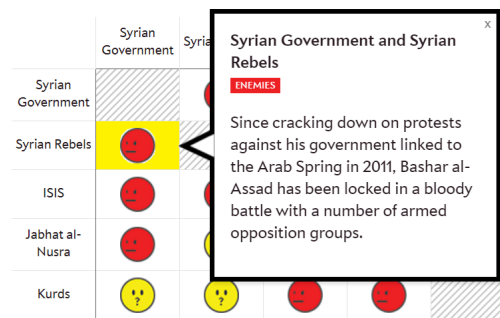 Syrian
Government
Syria
x
Syrian Government and Syrian
Rebels
ENEMIES
Since cracking down on protests
against his government linked to
the Arab Spring in 2011, Bashar al-
Assad has been locked in a bloody
battle with a number of armed
opposition groups.
Syrian
Government
Syrian Rebels
ISIS
Jabhat al-
Nusra
Kurds
?
?